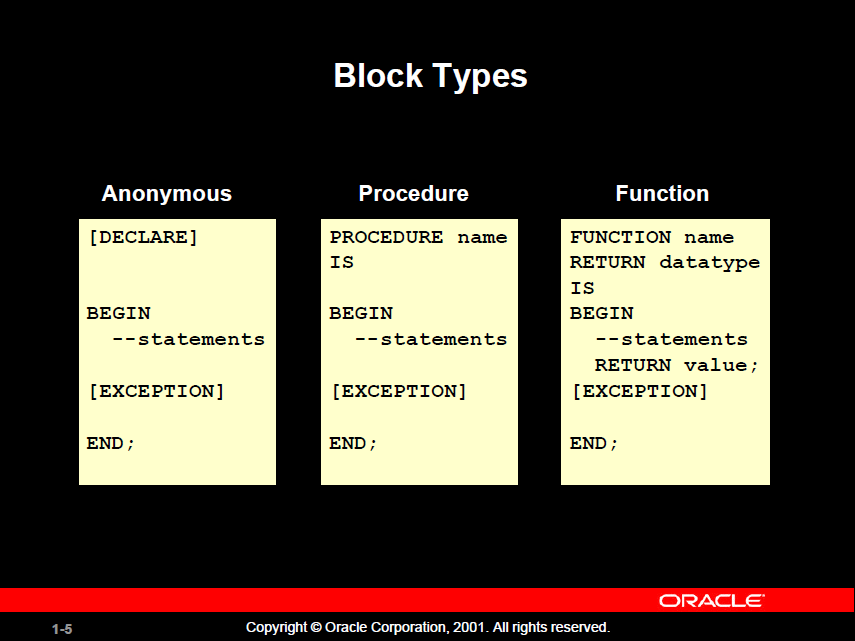 Block Types
Anonymous
[DECLARE]
BEGIN
--statements
[EXCEPTION]
END;
Procedure
PROCEDURE name
IS
BEGIN
--statements
[EXCEPTION]
END;
Function
FUNCTION name
RETURN datatype
IS
BEGIN
--statements
RETURN value;
[EXCEPTION]
END;
ORACLE®
1-5
Copyright © Oracle Corporation, 2001. All rights reserved.